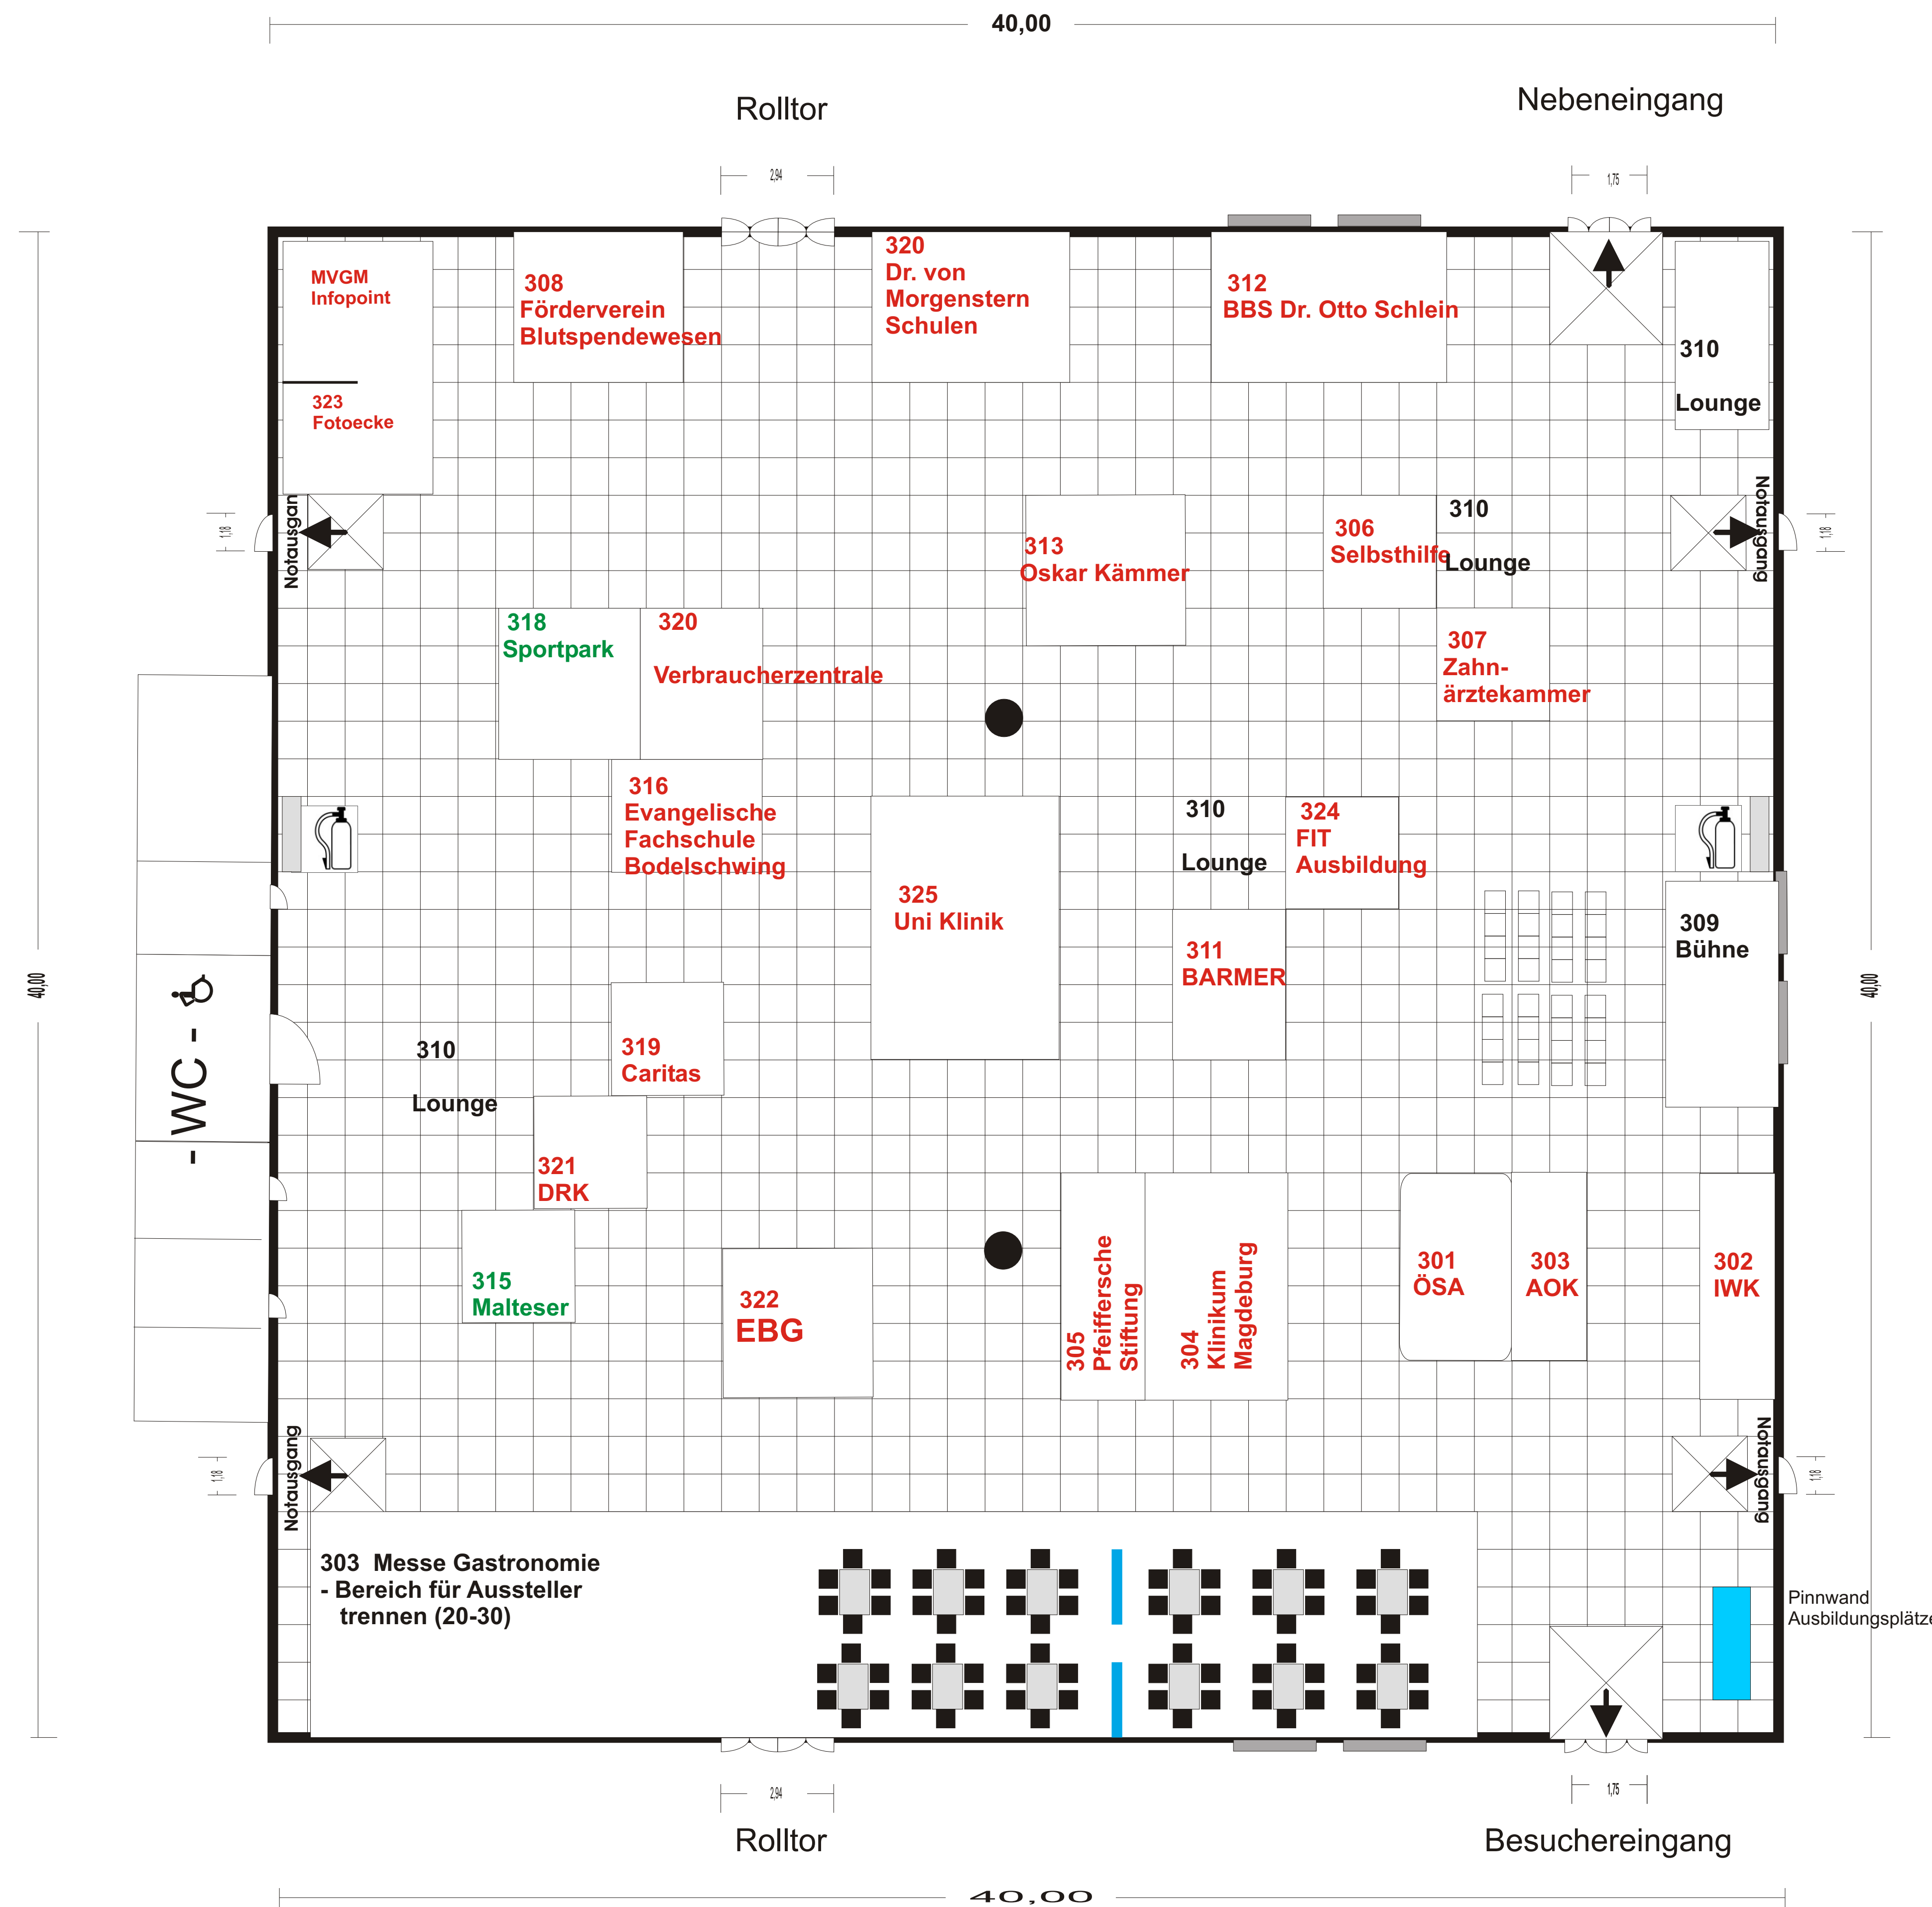 40,00
Rolltor
Nebeneingang
2,94
1,75
MVGM
Infopoint
308
Förderverein
Blutspendewesen
320
Dr. von
Morgenstern
Schulen
312
BBS Dr. Otto Schlein
310
Lounge
323
Fotoecke
Notausgan
1,18
313
Oskar Kämmer
306
Selbsthilfe
310
Lounge
Notausgang
1,18
318
Sportpark
320
Verbraucherzentrale
307
Zahn-
ärztekammer
316
Evangelische
Fachschule
Bodelschwing
325
Uni Klinik
310
Lounge
324
FIT
Ausbildung
309
Bühne
311
BARMER
40,00
40,00
- WC -
310
Lounge
319
Caritas
321
DRK
315
Malteser
322
EBG
305
Pfeiffersche
Stiftung
304
Klinikum
Magdeburg
301
ÖSA
303
AOK
302
IWK
Notausgang
1,18
Notausgang
1,18
303 Messe Gastronomie
- Bereich für Aussteller
trennen (20-30)
Pinnwand
Ausbildungsplätze
2,94
1,75
Rolltor
Besuchereingang
40,00